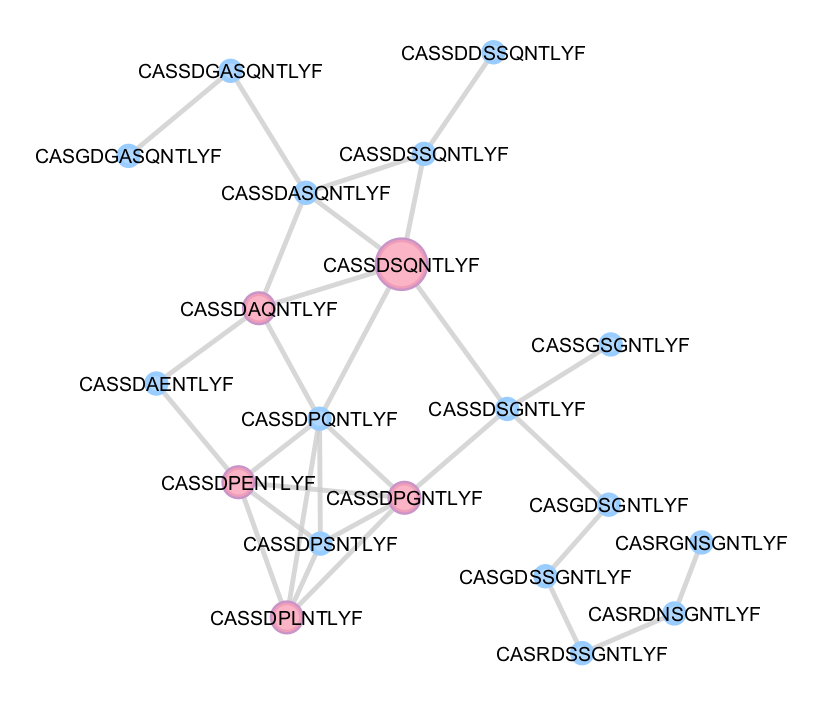 CASSDDSSQNTLYF
CASSDGASQNTLYF
CASSDSSQNTLYF
CASGDGASQNTLYF
CASSDASQNTLYF
CASSDSQNTLYF
CASSDAQNTLYF
CASSGSGNTLYF
CASSDAENTLYF
CASSDSGNTLYF
CASSDPQNTLYF
CASSDPENTLYF
CASSDPGNTLYF
CASGDSGNTLYF
CASSDPSNTLYF
CASRGNSGNTLYF
CASGDSSGNTLYF
CASRDNSGNTLYF
CASSDPLNTLYF
CASRDSSGNTLYF